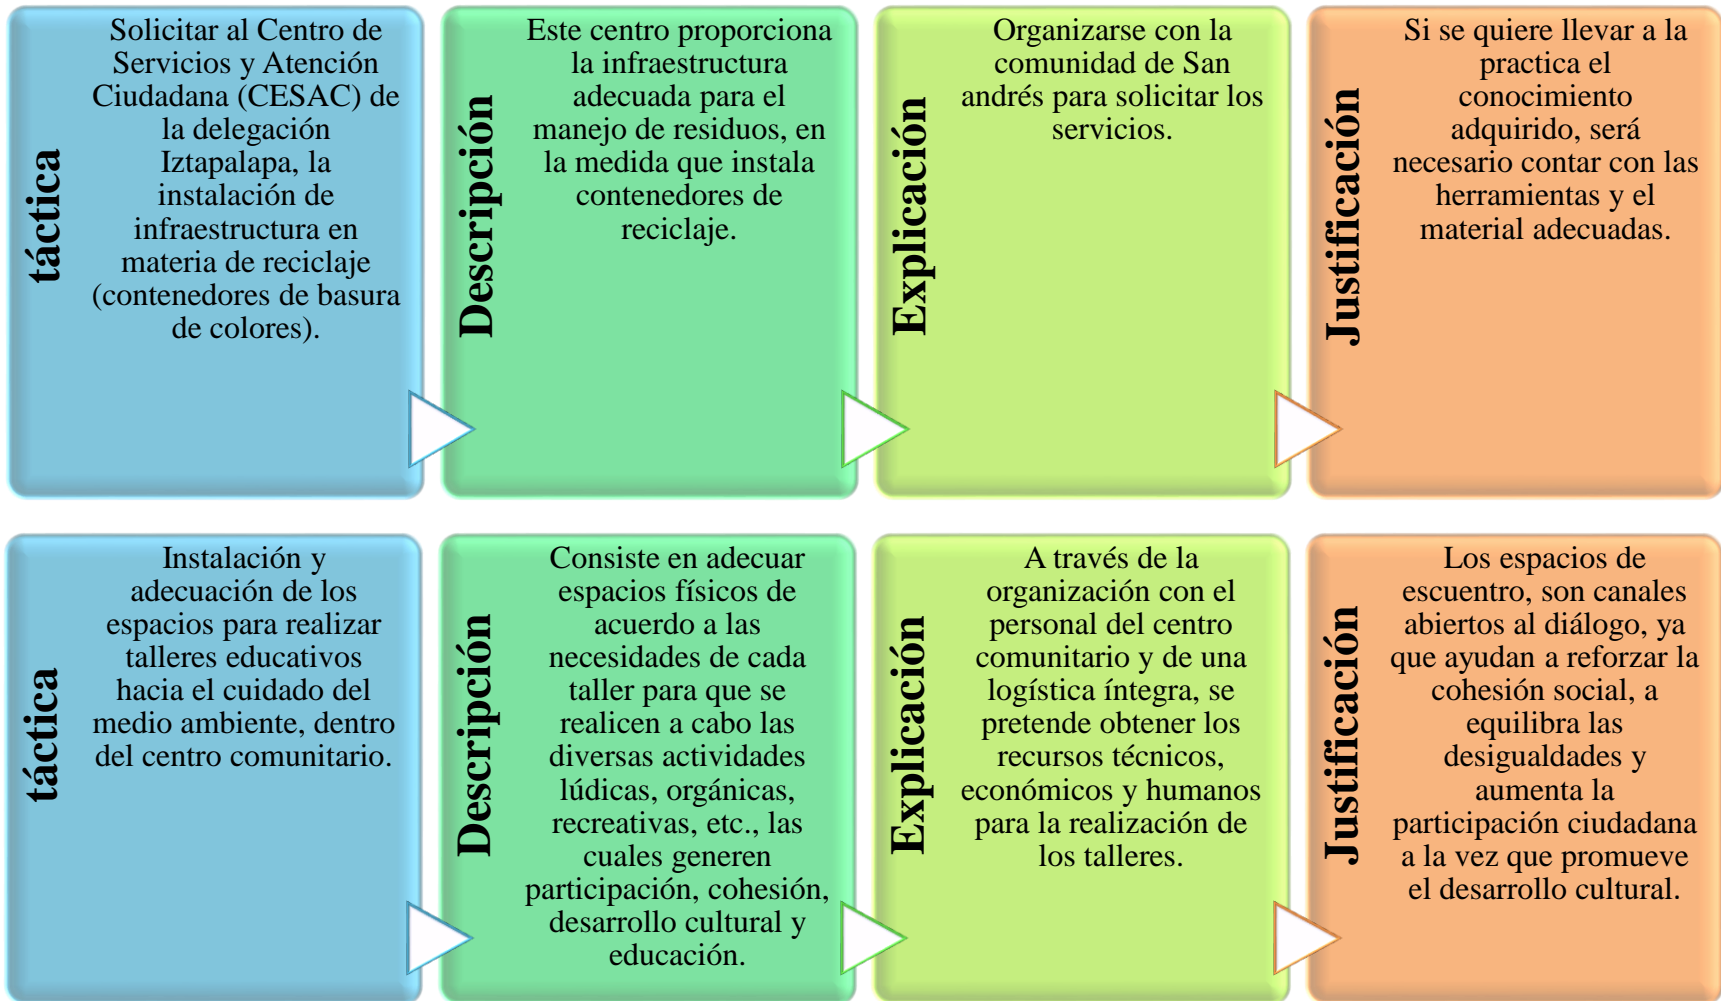 táctica
Solicitar al Centro de
Servicios y Atención
Ciudadana (CESAC) de
la delegación
Iztapalapa, la
instalación de
infraestructura en
materia de reciclaje
(contenedores de basura
de colores).
Descripción
Este centro proporciona
la infraestructura
adecuada para el
manejo de residuos, en
la medida que instala
contenedores de
reciclaje.
Explicación
Organizarse con la
comunidad de San
andrés para solicitar los
servicios.
Justificación
Si se quiere llevar a la
practica el
conocimiento
adquirido, será
necesario contar con las
herramientas y el
material adecuadas.
táctica
Instalación y
adecuación de los
espacios para realizar
talleres educativos
hacia el cuidado del
medio ambiente, dentro
del centro comunitario.
Descripción
Consiste en adecuar
espacios físicos de
acuerdo a las
necesidades de cada
taller para que se
realicen a cabo las
diversas actividades
lúdicas, orgánicas,
recreativas, etc., las
cuales generen
participación, cohesión,
desarrollo cultural y
educación.
Explicación
A través de la
organización con el
personal del centro
comunitario y de una
logística íntegra, se
pretende obtener los
recursos técnicos,
económicos y humanos
para la realización de
los talleres.
Justificación
Los espacios de
escuentro, son canales
abiertos al diálogo, ya
que ayudan a reforzar la
cohesión social, a
equilibra las
desigualdades y
aumenta la
participación ciudadana
a la vez que promueve
el desarrollo cultural.